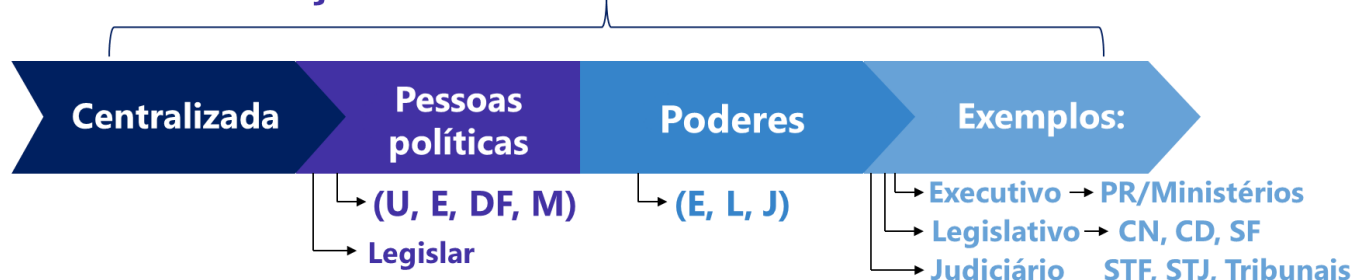 Centralizada
Pessoas
políticas
Poderes
Exemplos:
(U, E, DF, M)
Legislar
(E, L, J)
Executivo → PR/Ministérios
Legislativo → CN, CD, SF
Judiciário STF, STJ, Tribunais